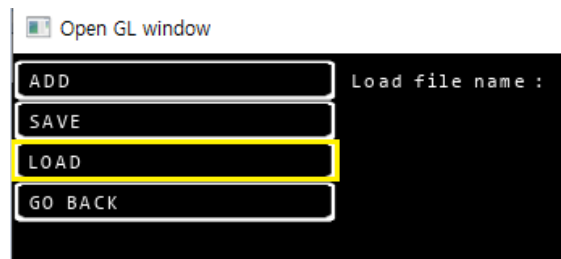 Open GL window
ADD
Load file name :
SAVE
LOAD
GO BACK